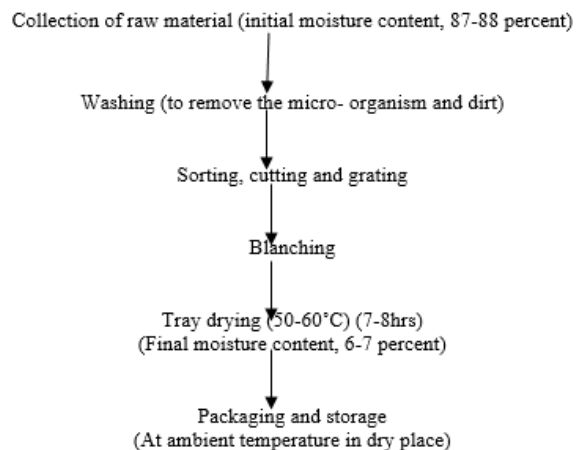 Collection of raw material (initial moisture content, 87-88 percent)
Washing (to remove the micro- organism and dirt)
Sorting, cutting and grating
Blanching
Tray drying (50-60°C) (7-8hrs)
(Final moisture content, 6-7 percent)
Packaging and storage
(At ambient temperature in dry place)